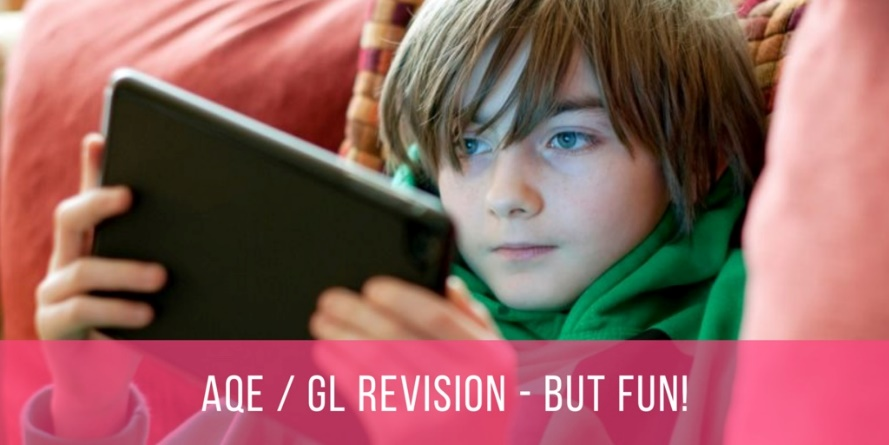 AQE / GL REVISION - BUT FUN!